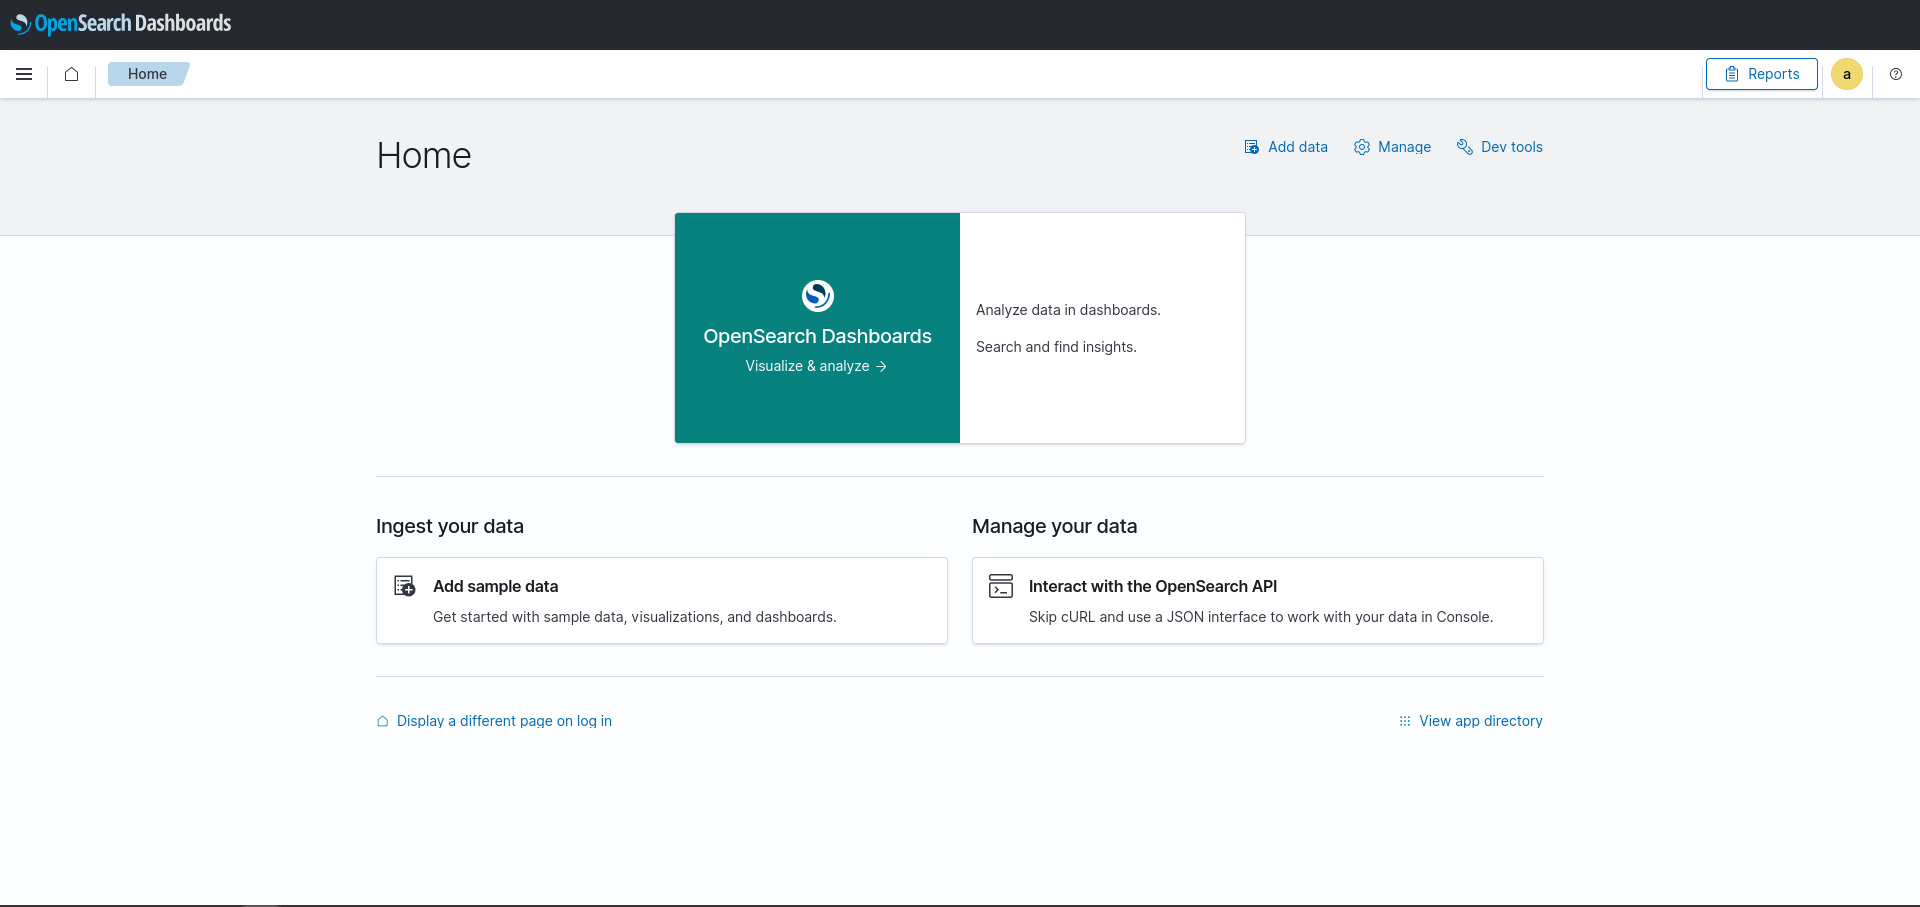 OpenSearch Dashboards
Home
Reports
a
Home
Add data
Manage
Dev tools
OpenSearch Dashboards
Visualize & analyze →
Analyze data in dashboards.
Search and find insights.
Ingest your data
Add sample data
Get started with sample data, visualizations, and dashboards.
Manage your data
Interact with the OpenSearch API
Skip cURL and use a JSON interface to work with your data in Console.
Display a different page on log in
View app directory